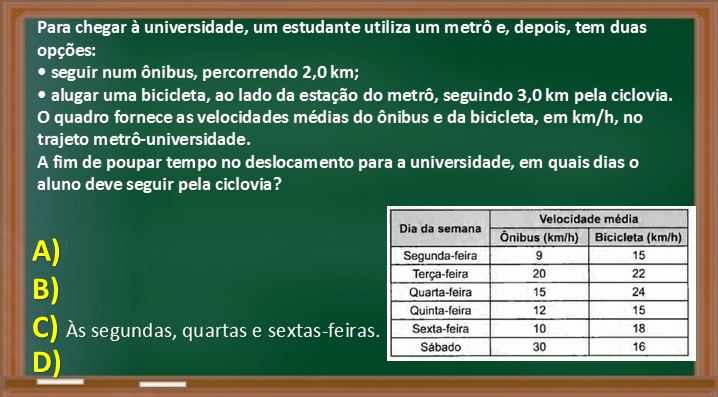 Para chegar à universidade, um estudante utiliza um metrô e, depois, tem duas
opções:
• seguir num ônibus, percorrendo 2,0 km;
• alugar uma bicicleta, ao lado da estação do metrô, seguindo 3,0 km pela ciclovia.
O quadro fornece as velocidades médias do ônibus e da bicicleta, em km/h, no
trajeto metrô-universidade.
A fim de poupar tempo no deslocamento para a universidade, em quais dias o
aluno deve seguir pela ciclovia?
A)
B)
C) Às segundas, quartas e sextas-feiras.
D)
Dia da semana Velocidade média
Ônibus (km/h) Bicicleta (km/h)
Segunda-feira 9 15
Terça-feira 20 22
Quarta-feira 15 24
Quinta-feira 12 15
Sexta-feira 10 18
Sábado 30 16